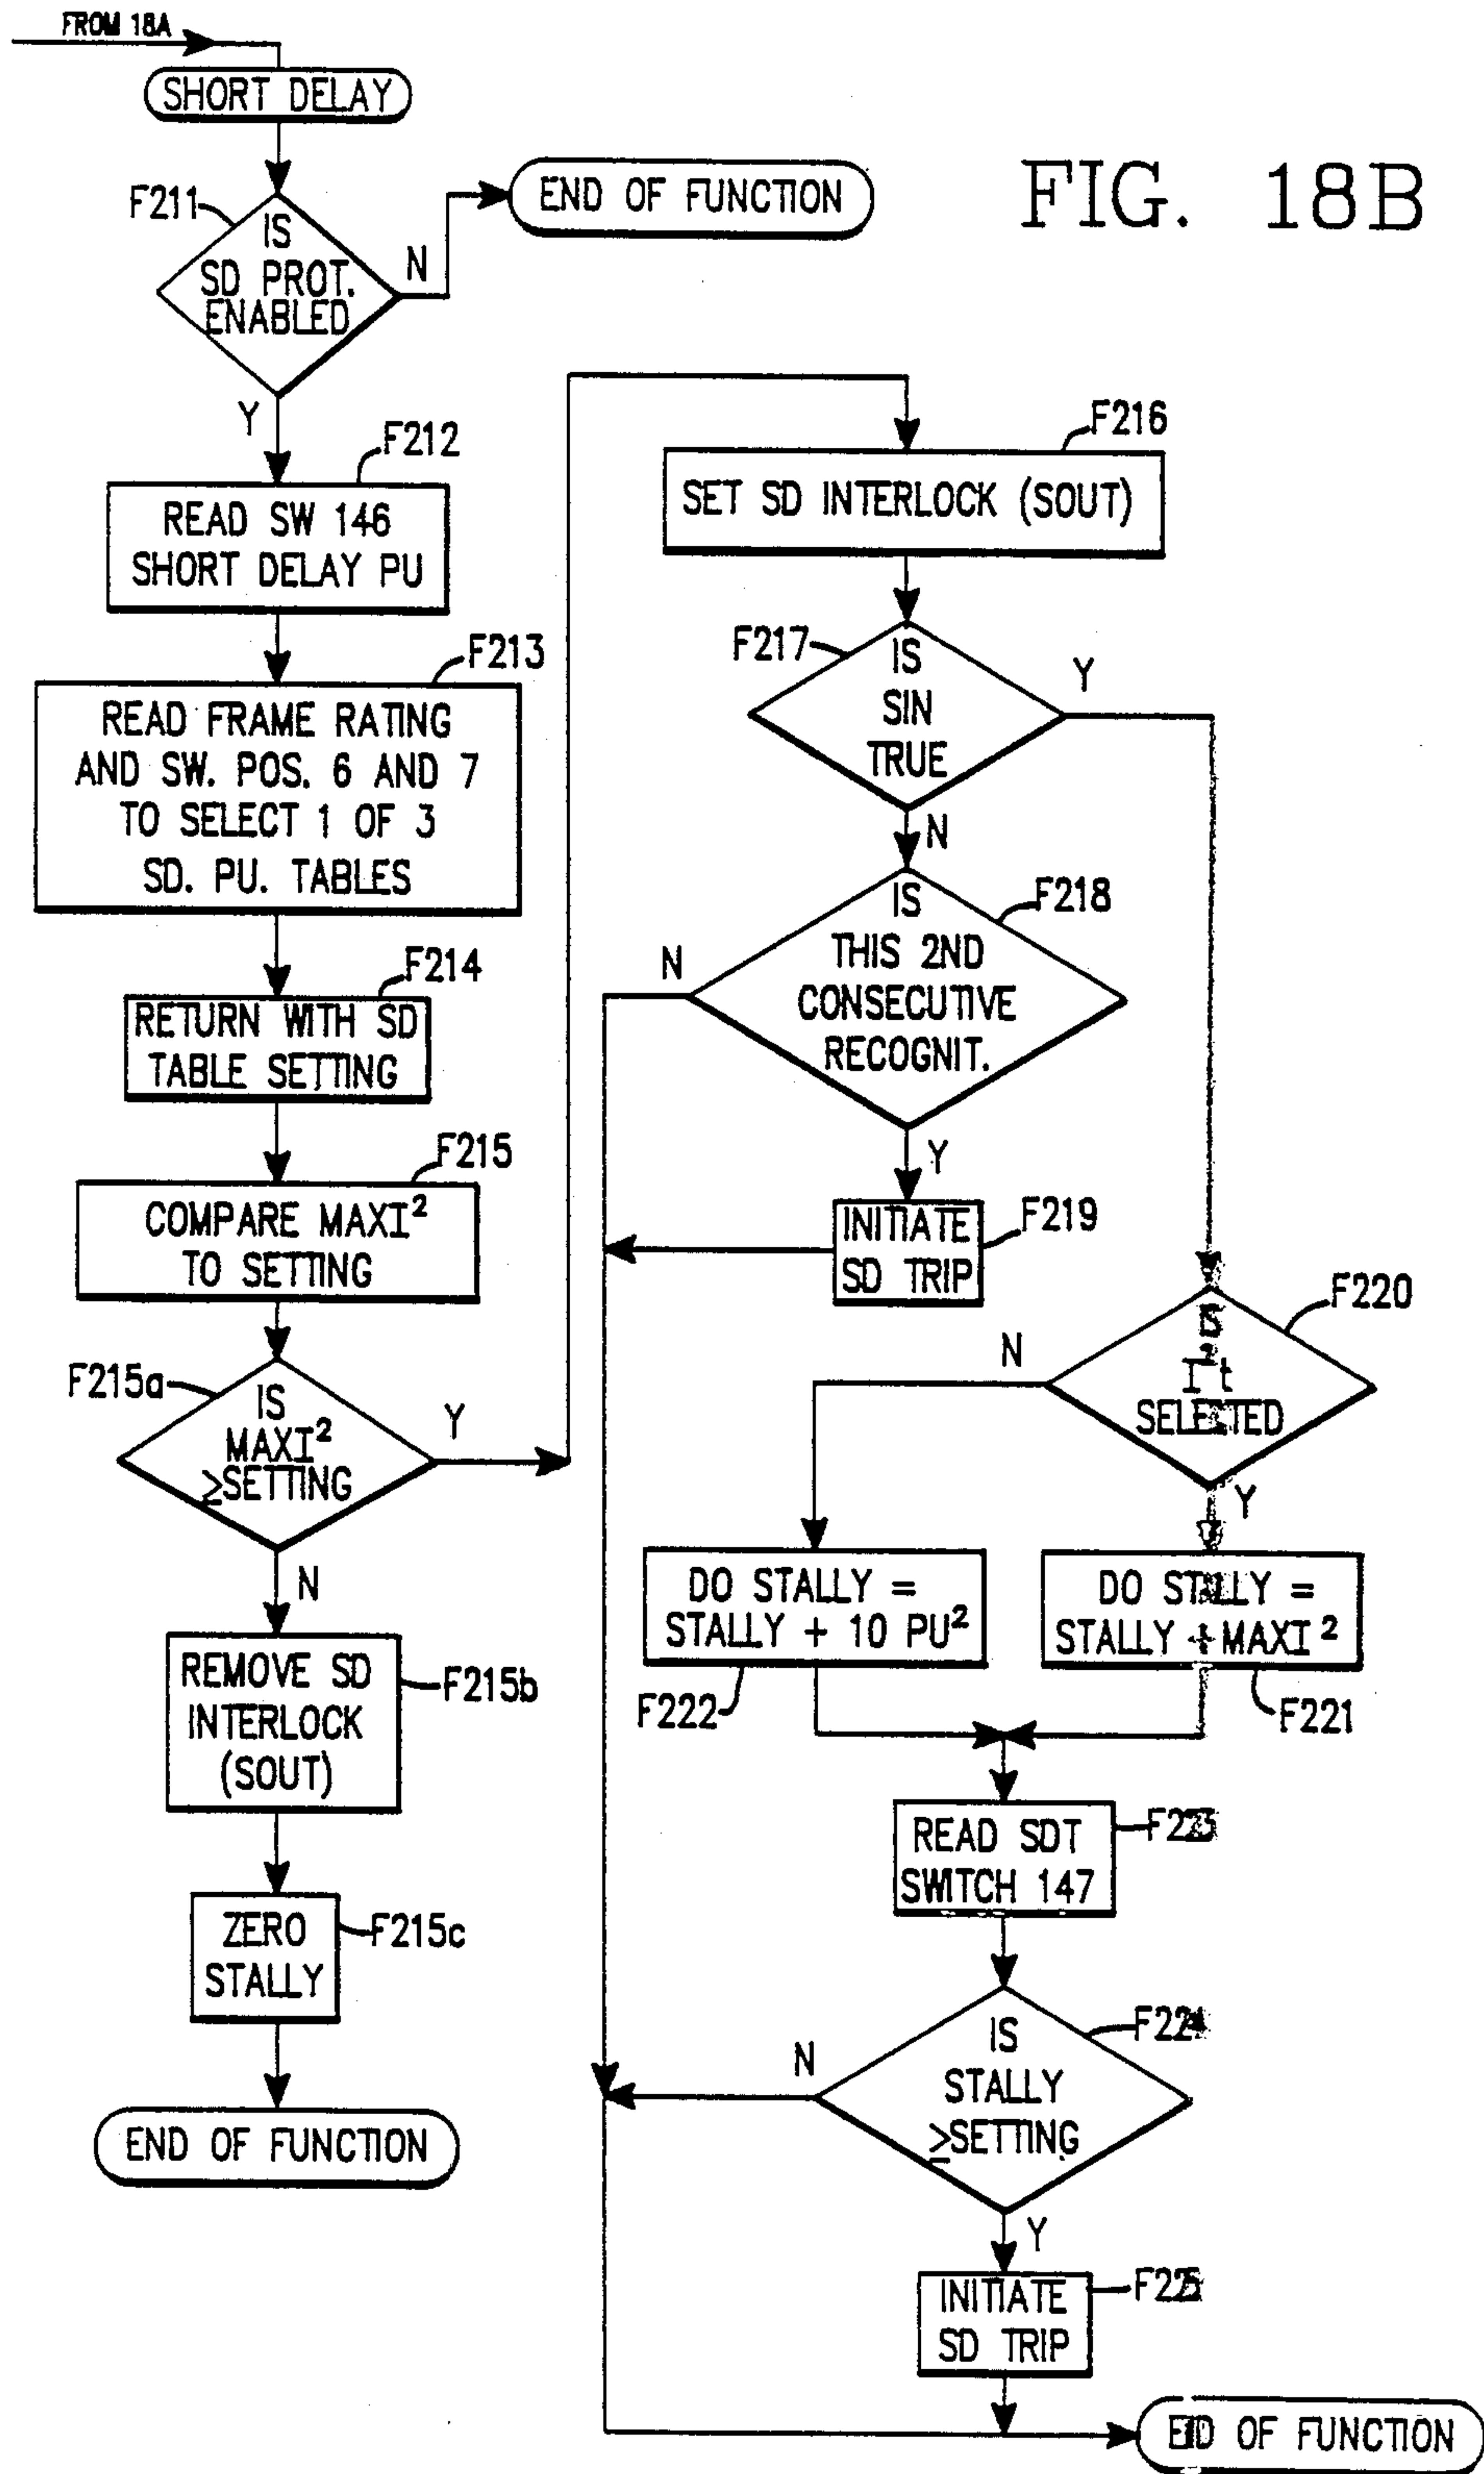 FROM 18A
SHORT DELAY
FIG. 18B
F211
IS
SD PROT.
ENABLED
N
END OF FUNCTION
Y
F212
READ SW 146
SHORT DELAY PU
F213
READ FRAME RATING
AND SW. POS. 6 AND 7
TO SELECT 1 OF 3
SD. PU. TABLES
F214
RETURN WITH SD
TABLE SETTING
F215
COMPARE MAXI²
TO SETTING
F215a
IS
MAXI²
≥SETTING
Y
N
REMOVE SD
INTERLOCK
(SOUT)
F215b
ZERO
STALLY
F215c
END OF FUNCTION
F216
SET SD INTERLOCK (SOUT)
F217
IS
SIN
TRUE
Y
N
F218
IS
THIS 2ND
CONSECUTIVE
RECOGNIT.
N
Y
INITIATE
SD TRIP
F219
F220
IS
I²t
SELECTED
N
Y
DO STALLY =
STALLY + 10 PU²
F222
DO STALLY =
STALLY + MAXI²
F221
READ SDT
SWITCH 147
F223
F224
IS
STALLY
≥SETTING
N
Y
INITIATE
SD TRIP
F225
END OF FUNCTION